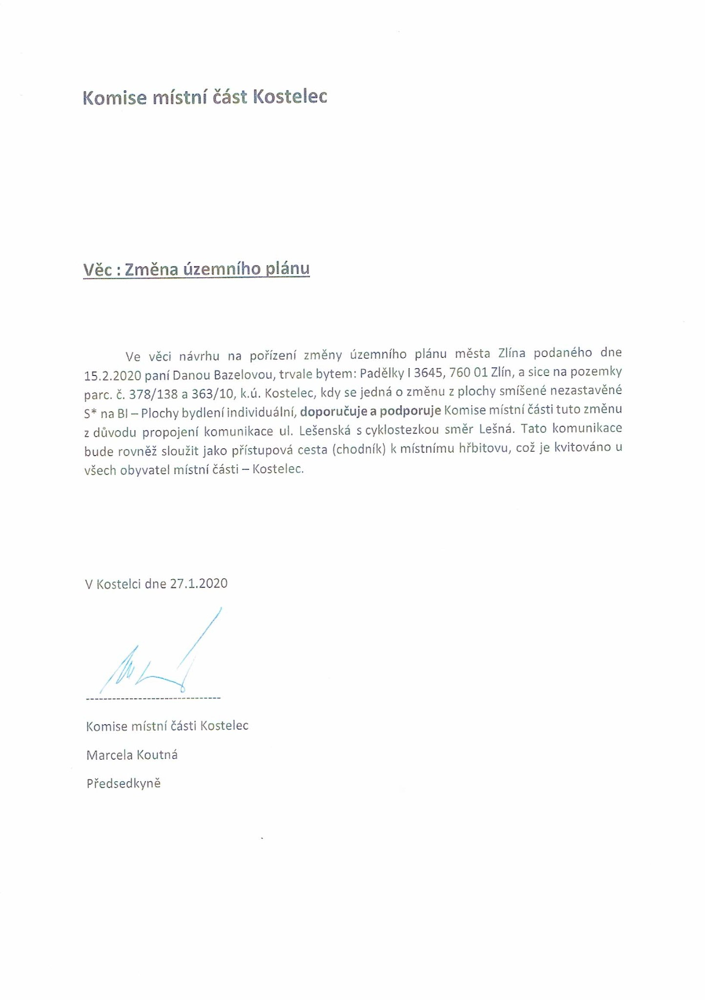 Komise místní část Kostelec
Věc : Změna územního plánu
Ve věci návrhu na pořízení změny územního plánu města Zlína podaného dne
15.2.2020 paní Danou Bazelovou, trvale bytem: Padělky I 3645, 760 01 Zlín, a sice na pozemky
parc. č. 378/138 a 363/10, k.ú. Kostelec, kdy se jedná o změnu z plochy smíšené nezastavěné
S* na BI – Plochy bydlení individuální, doporučuje a podporuje Komise místní části tuto změnu
z důvodu propojení komunikace ul. Lešenská s cyklostezkou směr Lešná. Tato komunikace
bude rovněž sloužit jako přístupová cesta (chodník) k místnímu hřbitovu, což je kvitováno u
všech obyvatel místní části – Kostelec.
V Kostelci dne 27.1.2020
-------------------------------
Komise místní části Kostelec
Marcela Koutná
Předsedkyně